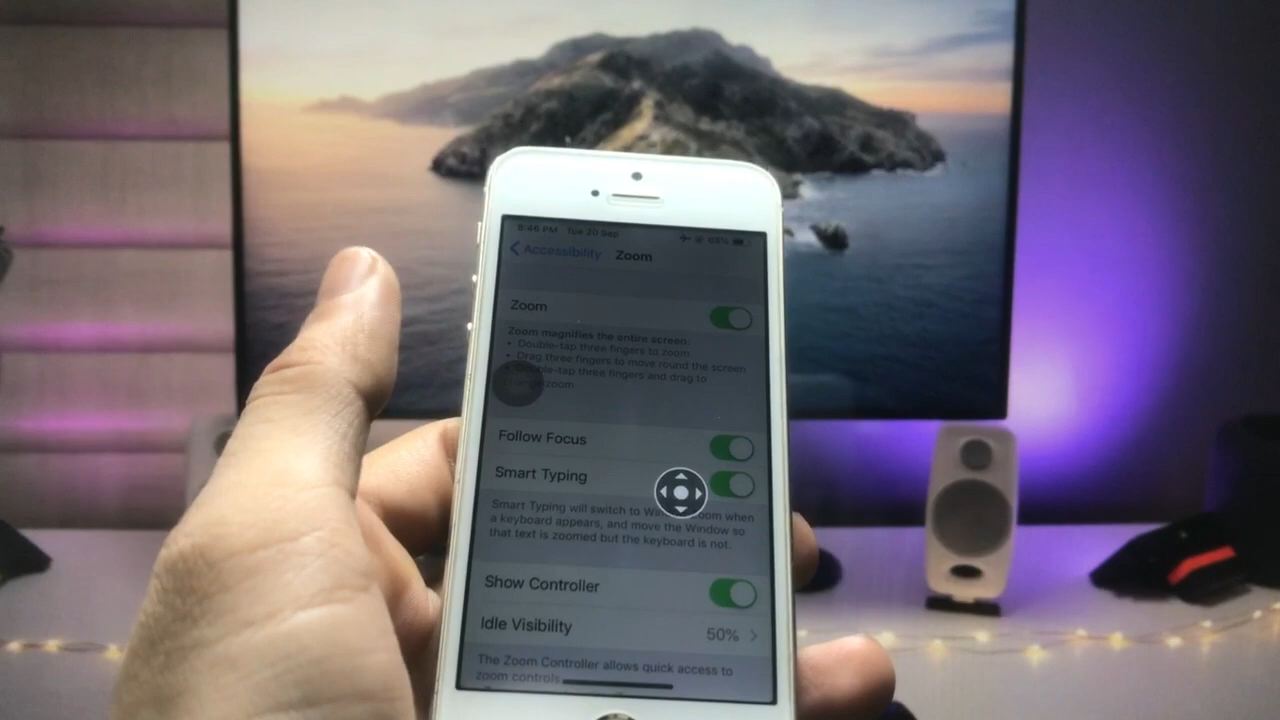 8:46 PM Tue 20 Sep 68%
Accessibility Zoom
Zoom
Zoom magnifies the entire screen.
• Double-tap three fingers to zoom
• Drag three fingers to move round the screen
• Double-tap three fingers and drag to
change zoom
Follow Focus
Smart Typing
Smart Typing will switch to Window Zoom when
a keyboard appears, and move the Window so
that text is zoomed but the keyboard is not.
Show Controller
Idle Visibility 50%
The Zoom Controller allows quick access to
zoom controls